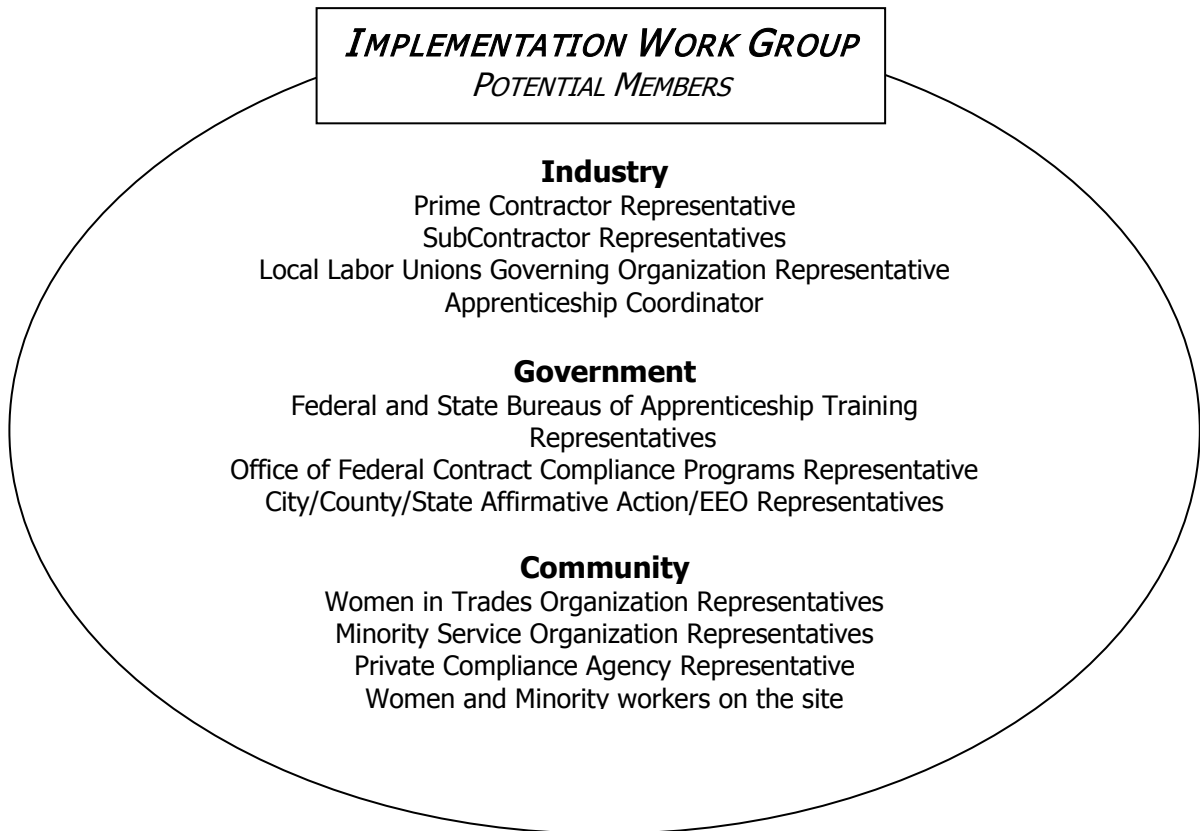 IMPLEMENTATION WORK GROUP
POTENTIAL MEMBERS
Industry
Prime Contractor Representative
SubContractor Representatives
Local Labor Unions Governing Organization Representative
Apprenticeship Coordinator
Government
Federal and State Bureaus of Apprenticeship Training
Representatives
Office of Federal Contract Compliance Programs Representative
City/County/State Affirmative Action/EEO Representatives
Community
Women in Trades Organization Representatives
Minority Service Organization Representatives
Private Compliance Agency Representative
Women and Minority workers on the site